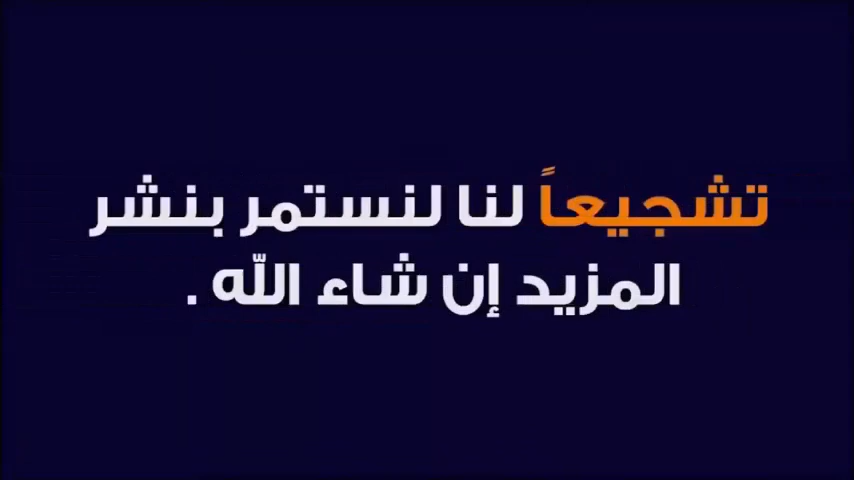 تشجيعاً لنا لنستمر بنشر
المزيد إن شاء الله .